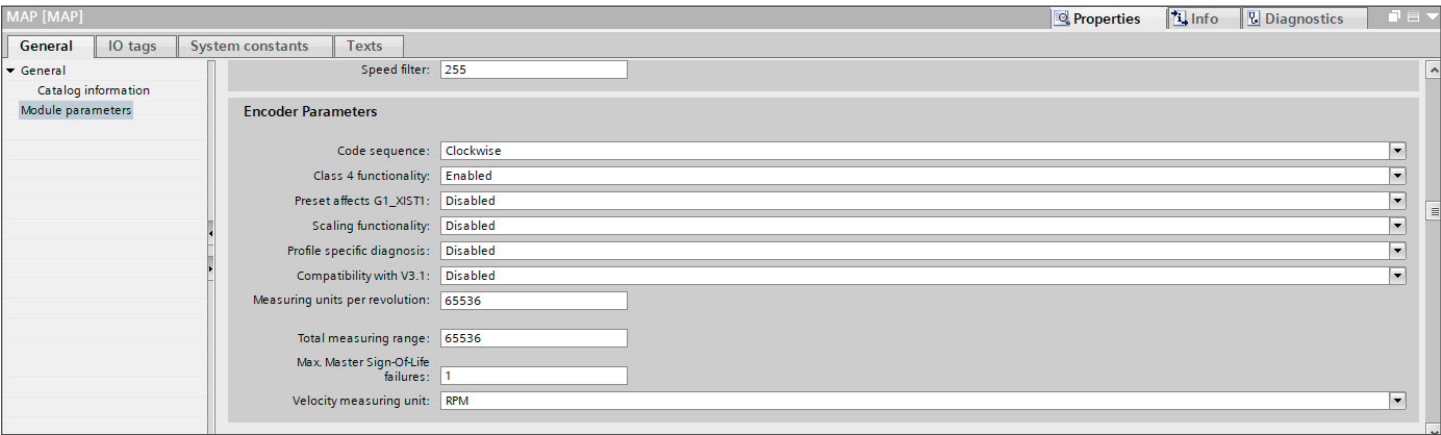 MAP [MAP]
Properties
Info
Diagnostics
General
IO tags
System constants
Texts
General
Catalog information
Module parameters
Speed filter: 255
Encoder Parameters
Code sequence: Clockwise
Class 4 functionality: Enabled
Preset affects G1_XIST1: Disabled
Scaling functionality: Disabled
Profile specific diagnosis: Disabled
Compatibility with V3.1: Disabled
Measuring units per revolution: 65536
Total measuring range: 65536
Max. Master Sign-Of-Life
failures: 1
Velocity measuring unit: RPM